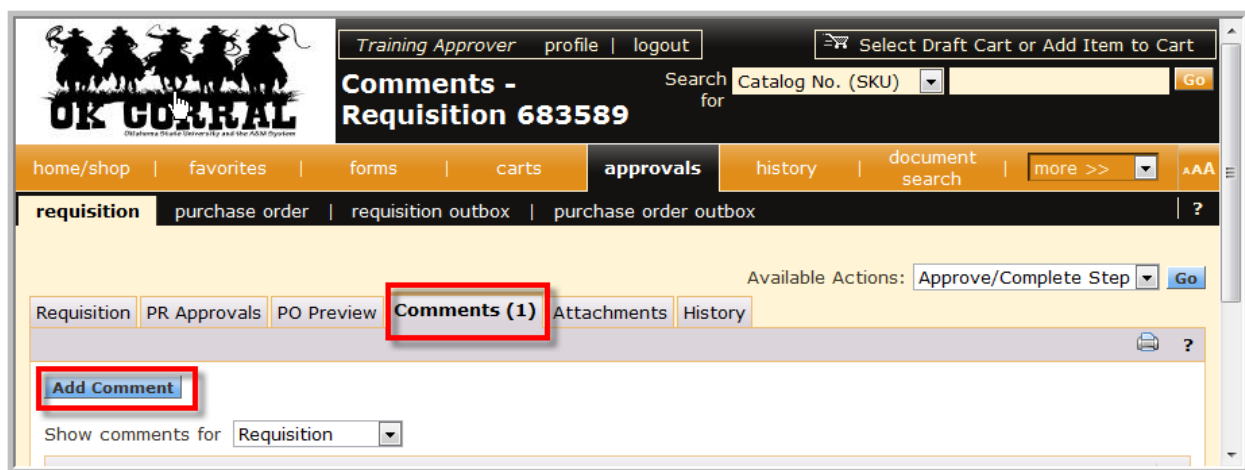 Training Approver profile | logout
Select Draft Cart or Add Item to Cart
Comments -
Requisition 683589
Search
for
Catalog No. (SKU)
Go
OK CORRAL
Oklahoma State University and the A&M System
home/shop | favorites | forms | carts approvals history | document search | more >> AAA
requisition purchase order | requisition outbox | purchase order outbox | ?
Available Actions: Approve/Complete Step Go
Requisition PR Approvals PO Preview Comments (1) Attachments History
?
Add Comment
Show comments for Requisition